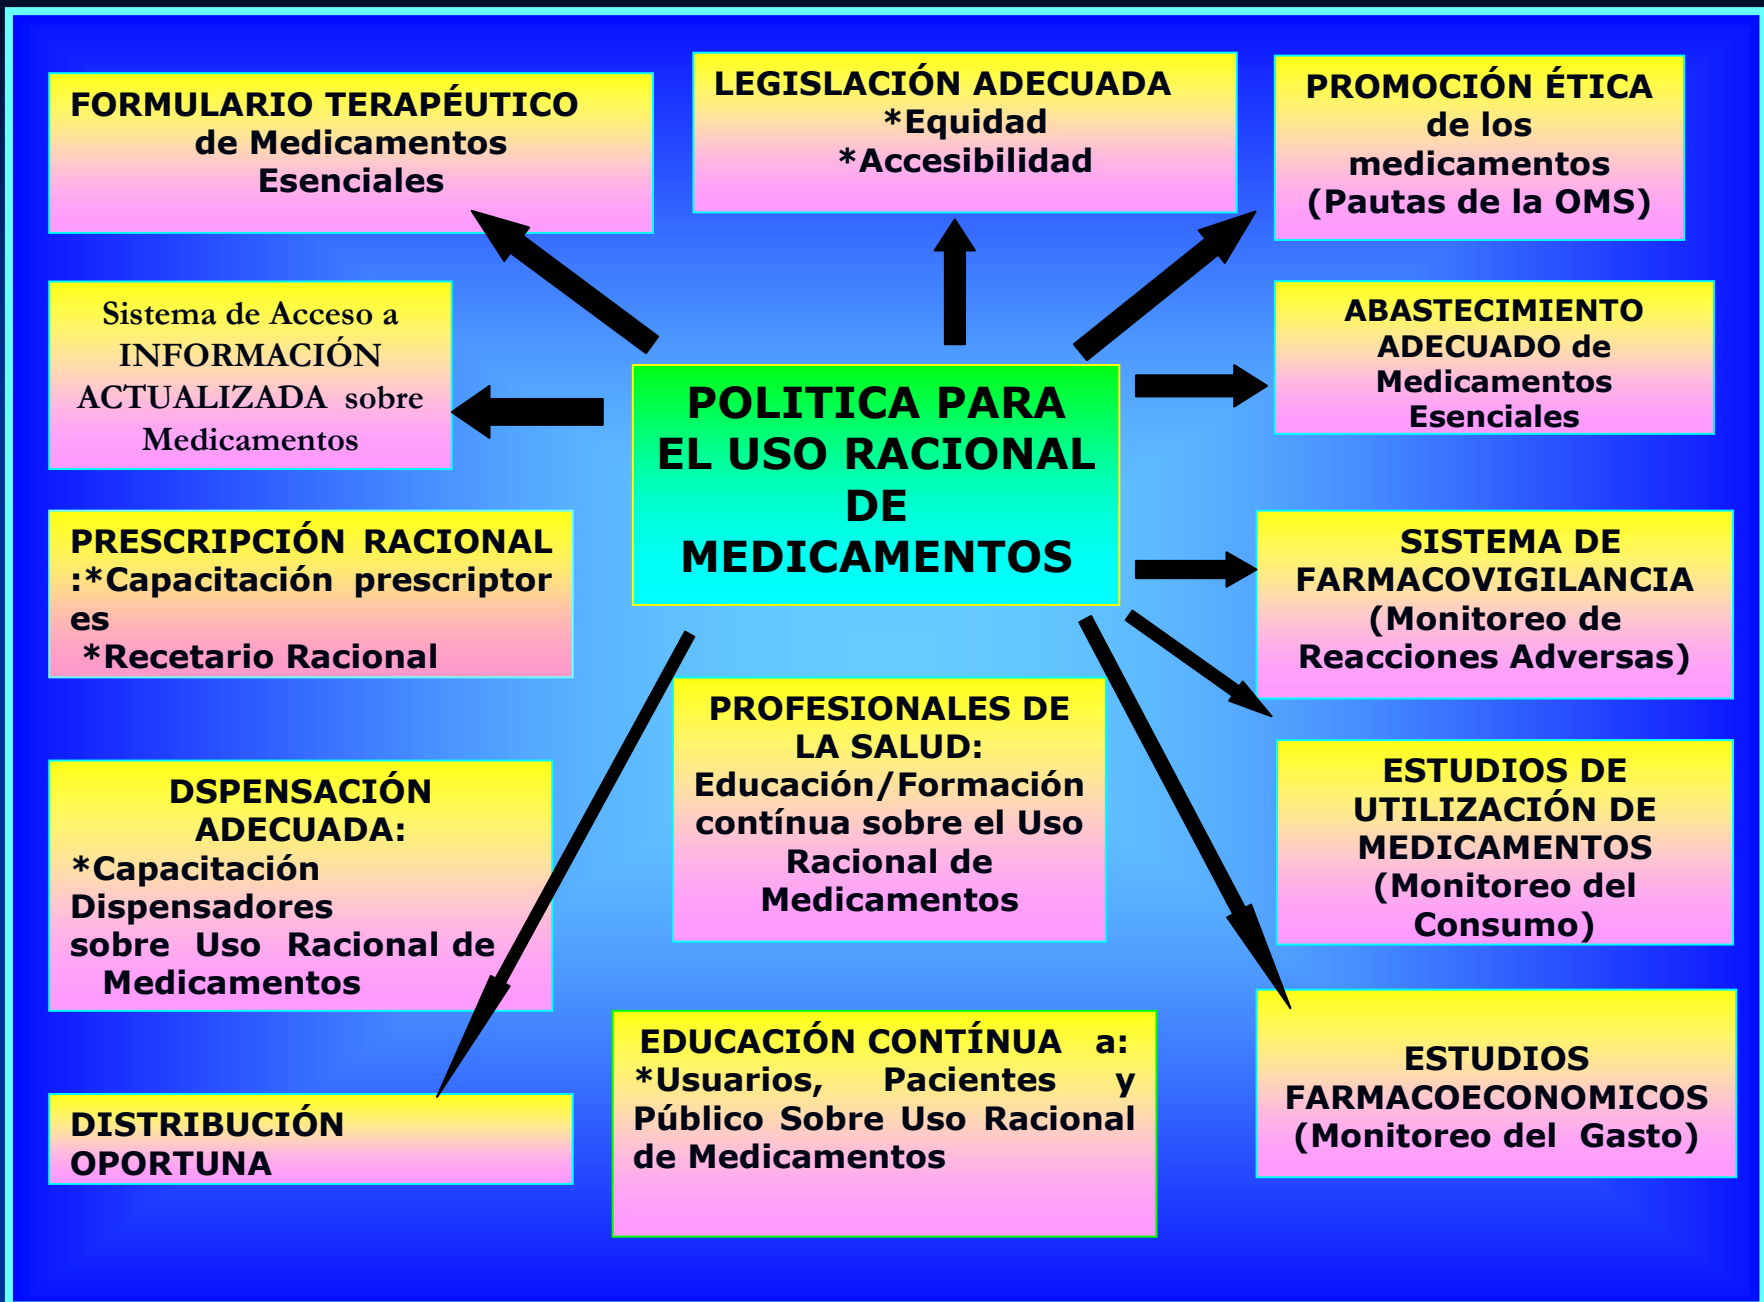 FORMULARIO TERAPÉUTICO
de Medicamentos
Esenciales
LEGISLACIÓN ADECUADA
*Equidad
*Accesibilidad
PROMOCIÓN ÉTICA
de los
medicamentos
(Pautas de la OMS)
Sistema de Acceso a
INFORMACIÓN
ACTUALIZADA sobre
Medicamentos
ABASTECIMIENTO
ADECUADO de
Medicamentos
Esenciales
POLITICA PARA
EL USO RACIONAL
DE
MEDICAMENTOS
PRESCRIPCIÓN RACIONAL
:*Capacitación prescriptor
es
*Recetario Racional
SISTEMA DE
FARMACOVIGILANCIA
(Monitoreo de
Reacciones Adversas)
PROFESIONALES DE
LA SALUD:
Educación/Formación
contínua sobre el Uso
Racional de
Medicamentos
DSPENSACIÓN
ADECUADA:
*Capacitación
Dispensadores
sobre Uso Racional de
Medicamentos
ESTUDIOS DE
UTILIZACIÓN DE
MEDICAMENTOS
(Monitoreo del
Consumo)
DISTRIBUCIÓN
OPORTUNA
EDUCACIÓN CONTÍNUA a:
*Usuarios, Pacientes y
Público Sobre Uso Racional
de Medicamentos
ESTUDIOS
FARMACOECONOMICOS
(Monitoreo del Gasto)